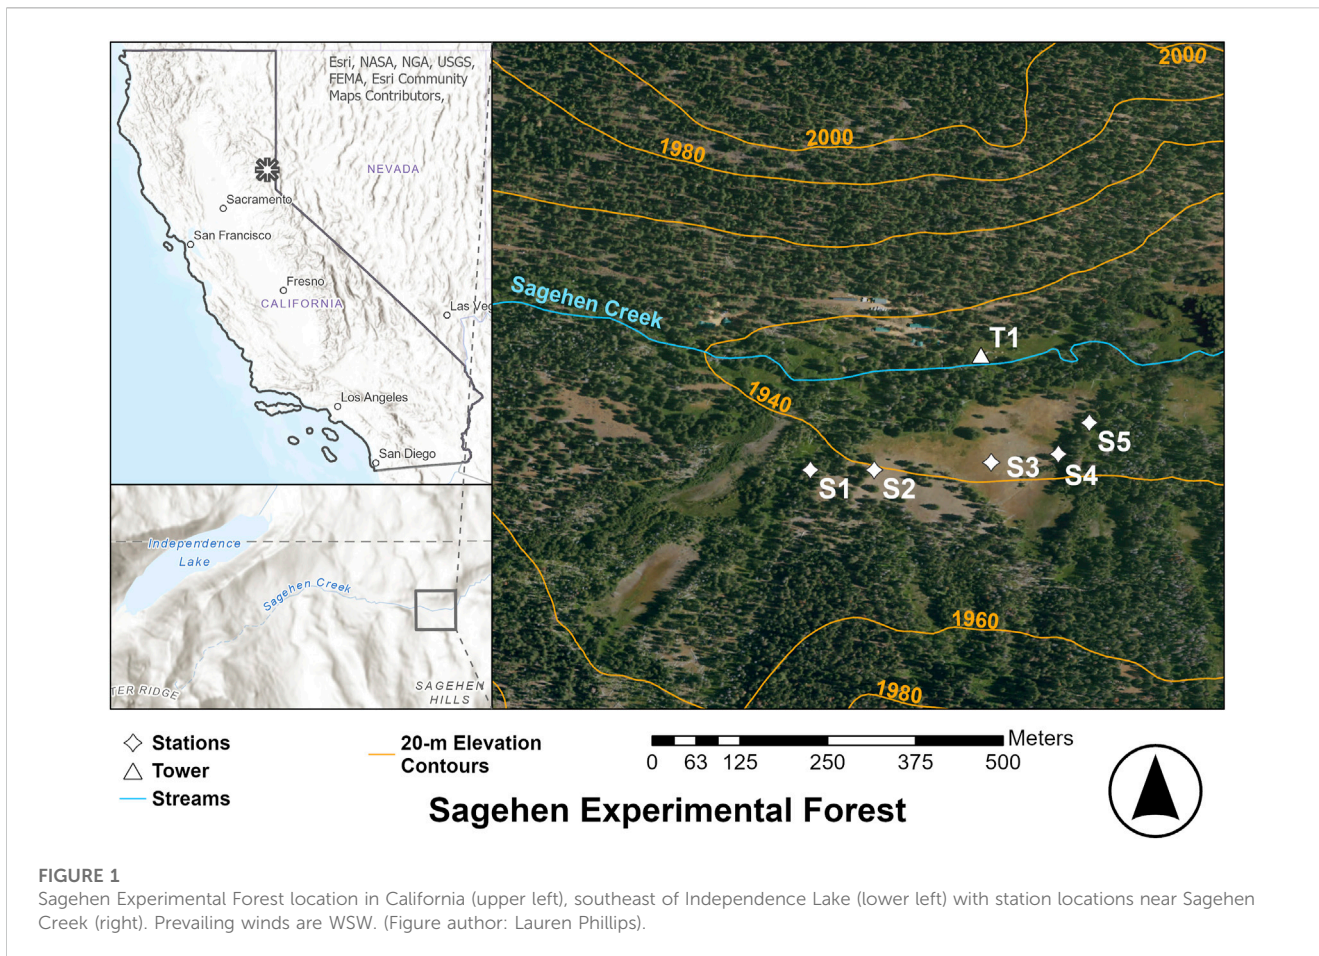 Esri, NASA, NGA, USGS,
FEMA, Esri Community
Maps Contributors,
NEVADA
Sacramento
San Francisco
Fresno
CALIFORNIA
Las Veg
Los Angeles
San Diego
Independence
Lake
Sagehen Creek
TER RIDGE
SAGEHEN
HILLS
2000
2000
1980
Sagehen Creek
T1
1940
S5
S1
S2
S3
S4
1960
1980
Stations
Tower
Streams
20-m Elevation
Contours
Meters
0 63 125 250 375 500
Sagehen Experimental Forest
FIGURE 1
Sagehen Experimental Forest location in California (upper left), southeast of Independence Lake (lower left) with station locations near Sagehen
Creek (right). Prevailing winds are WSW. (Figure author: Lauren Phillips).